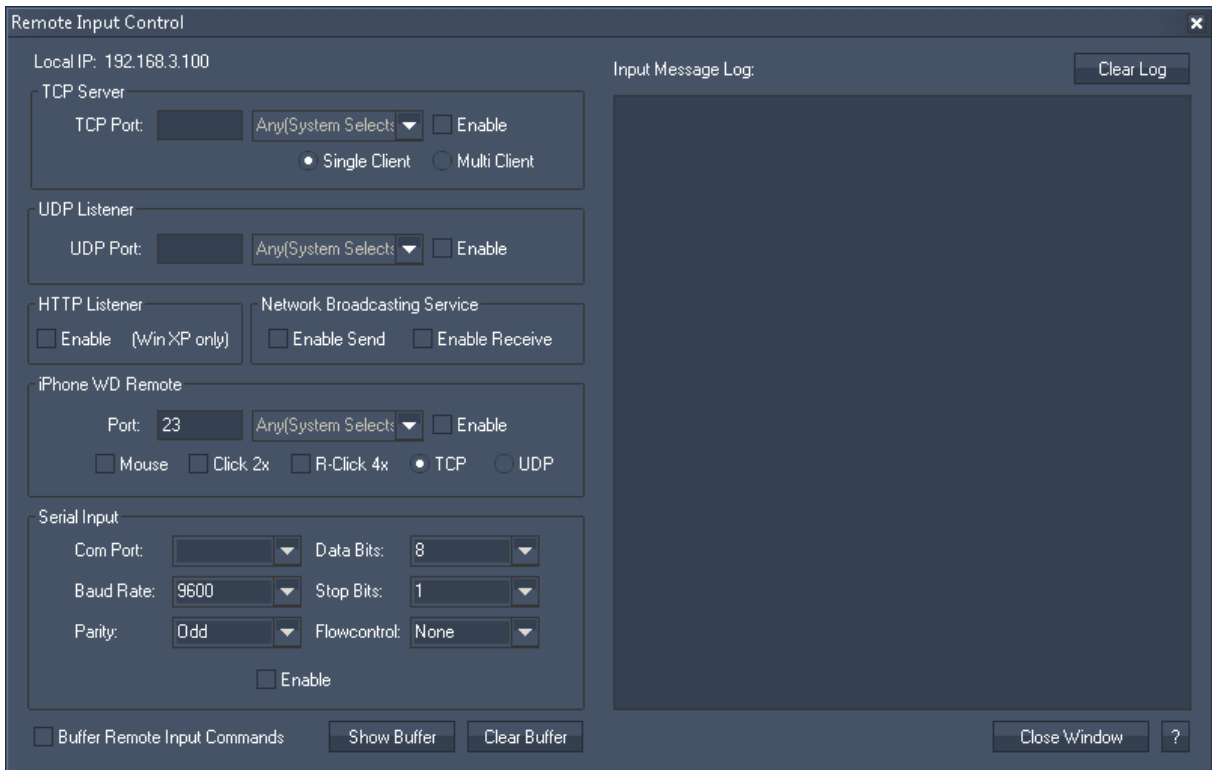 Remote Input Control
Local IP: 192.168.3.100
TCP Server
TCP Port: Any(System Selects Enable
Single Client Multi Client
UDP Listener
UDP Port: Any(System Selects Enable
HTTP Listener
Enable (Win XP only)
Network Broadcasting Service
Enable Send Enable Receive
iPhone WD Remote
Port: 23 Any(System Selects Enable
Mouse Click 2x R-Click 4x TCP UDP
Serial Input
Com Port: Data Bits: 8
Baud Rate: 9600 Stop Bits: 1
Parity: Odd Flowcontrol: None
Enable
Buffer Remote Input Commands Show Buffer Clear Buffer
Input Message Log: Clear Log
Close Window ?